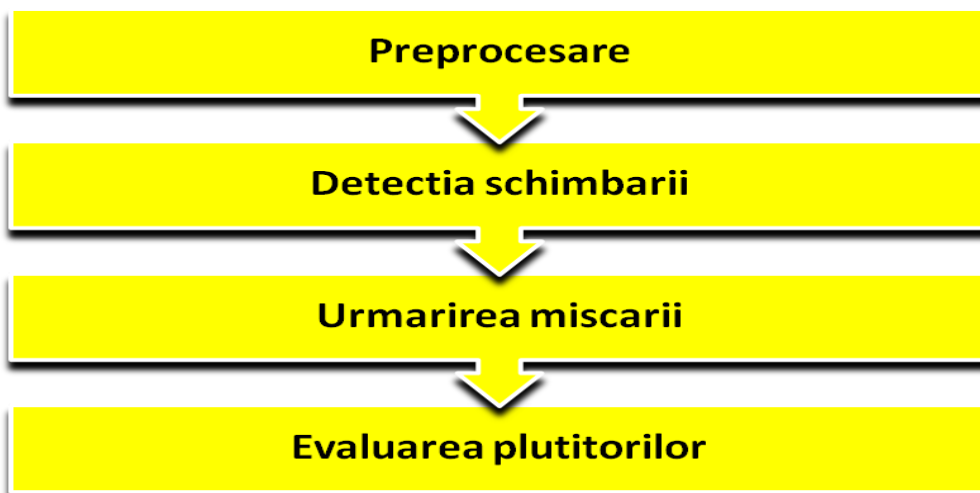 Preprocesare
Detectia schimbarii
Urmarirea miscarii
Evaluarea plutitorilor